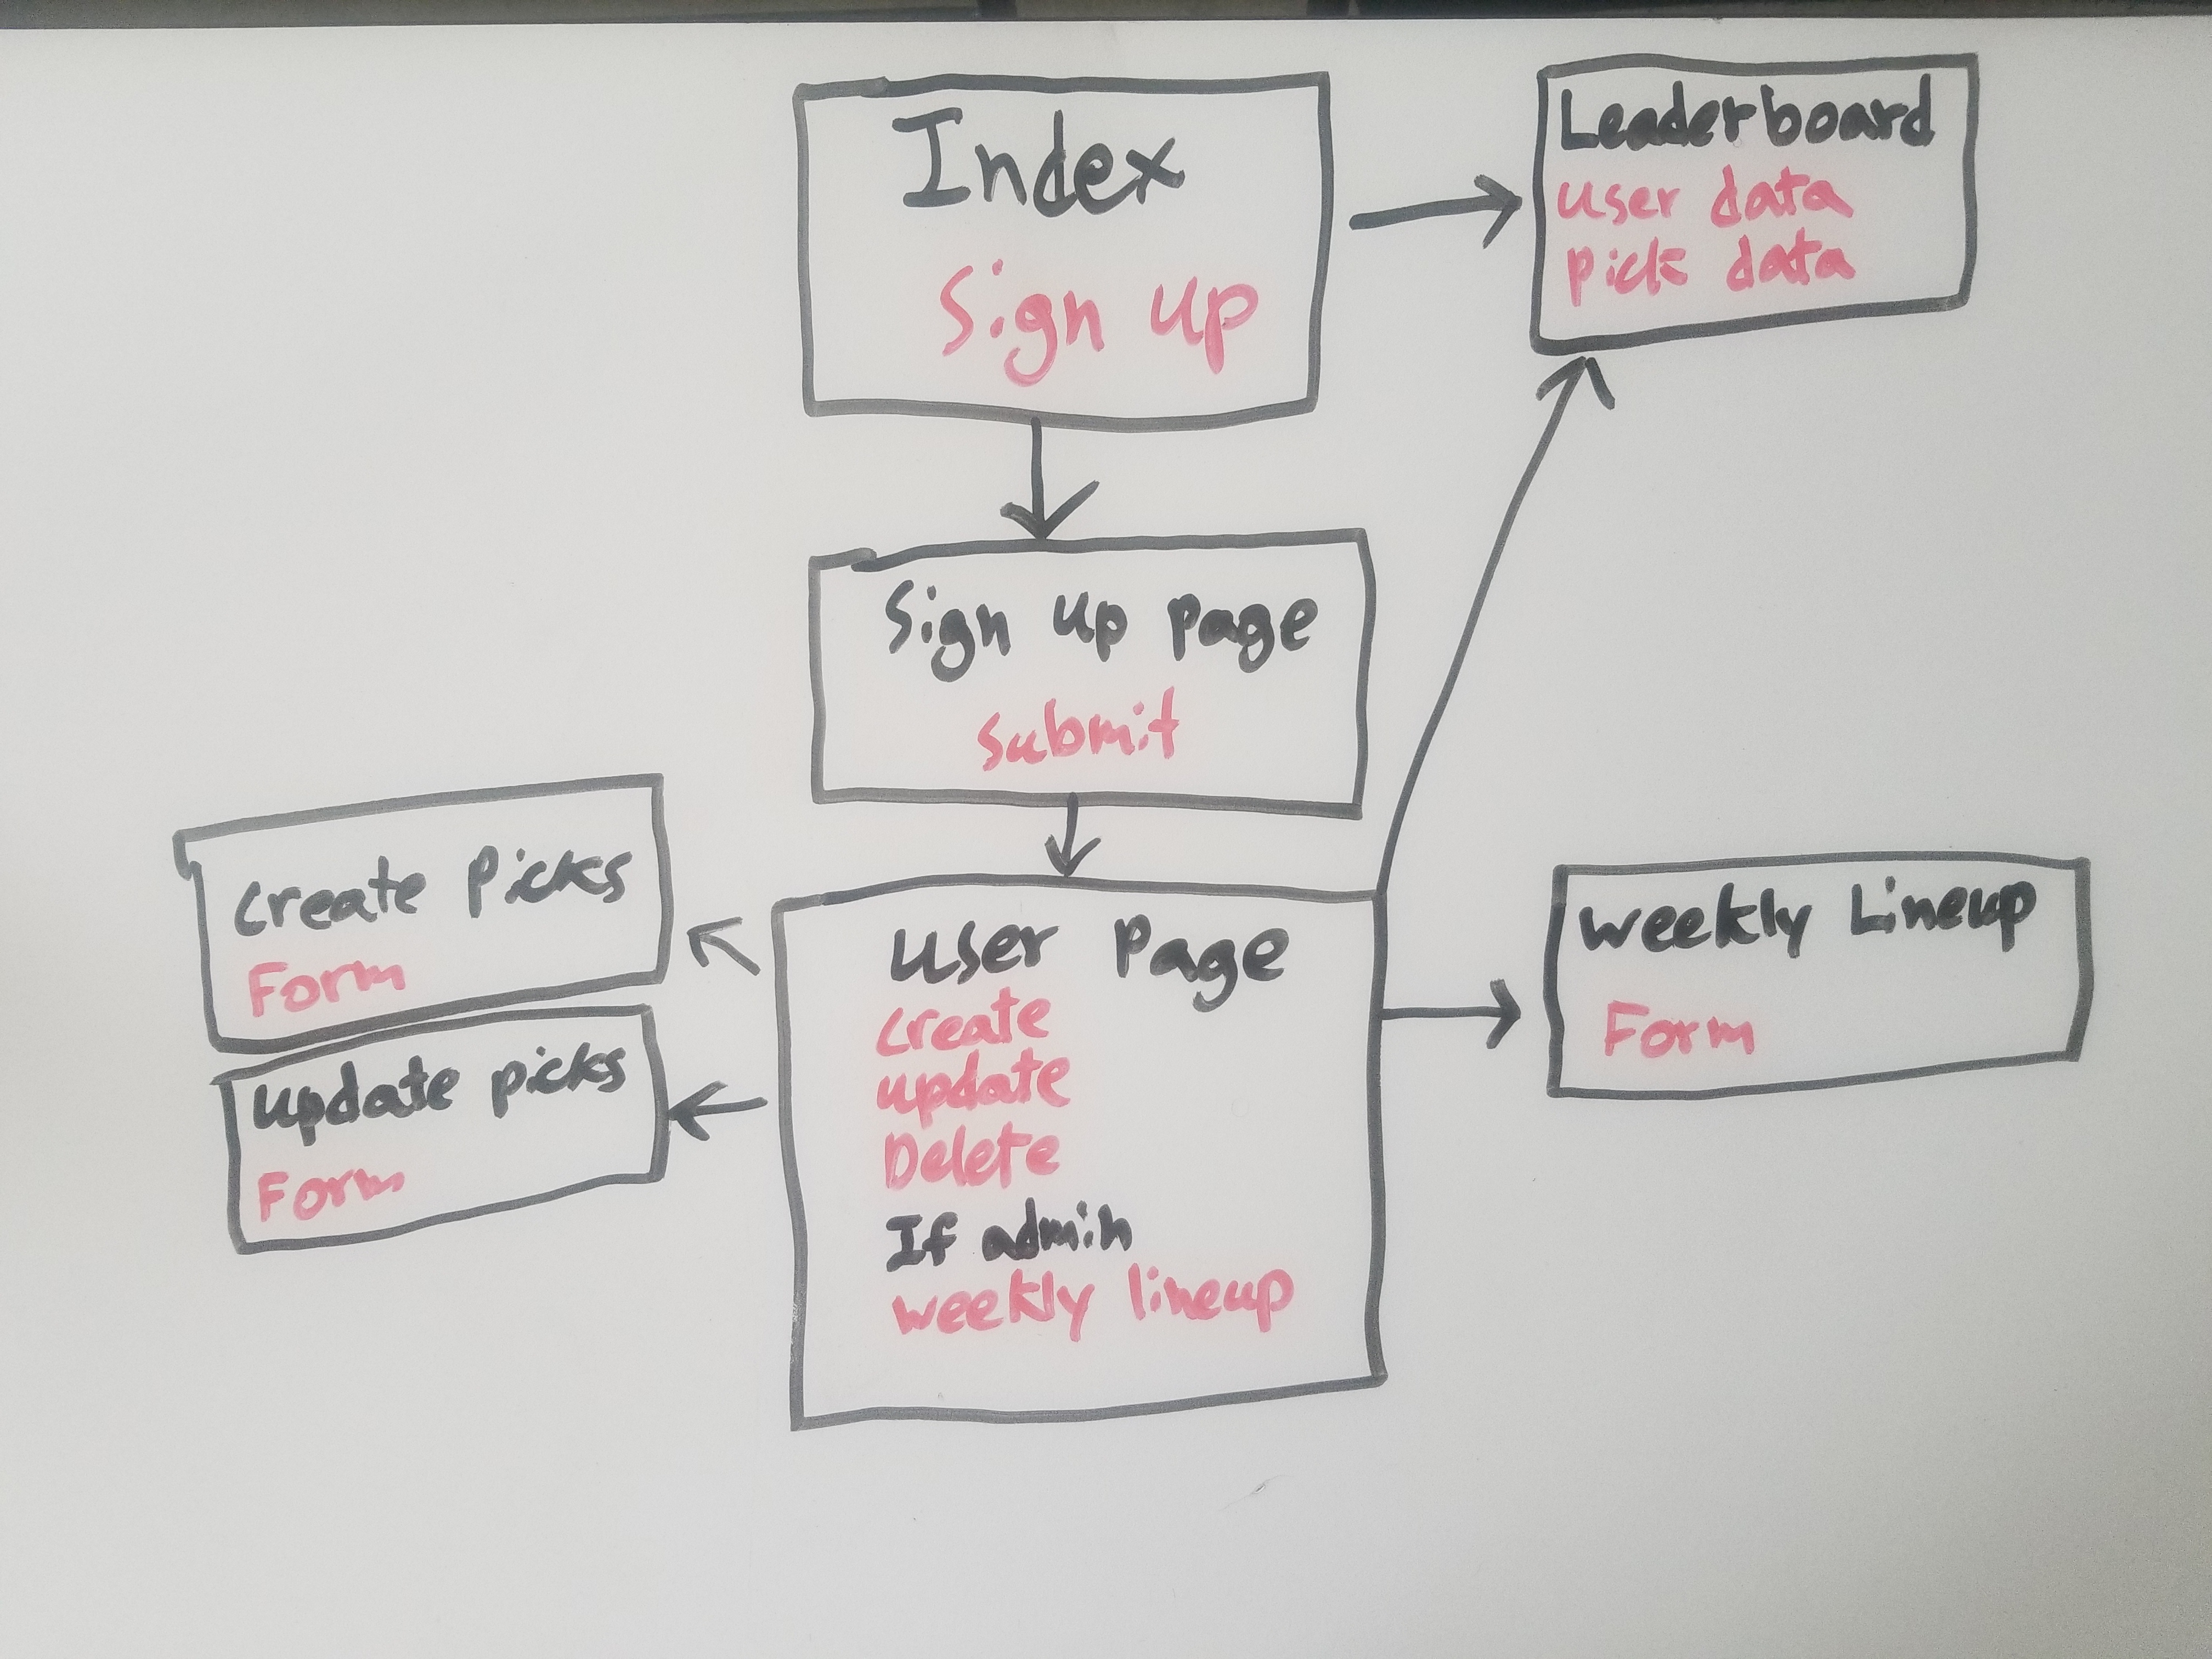 Index
Sign up
Leaderboard
user data
pick data
Sign up page
submit
User Page
Create
update
Delete
If admin
weekly lineup
Create Picks
Form
update picks
Form
weekly Lineup
Form